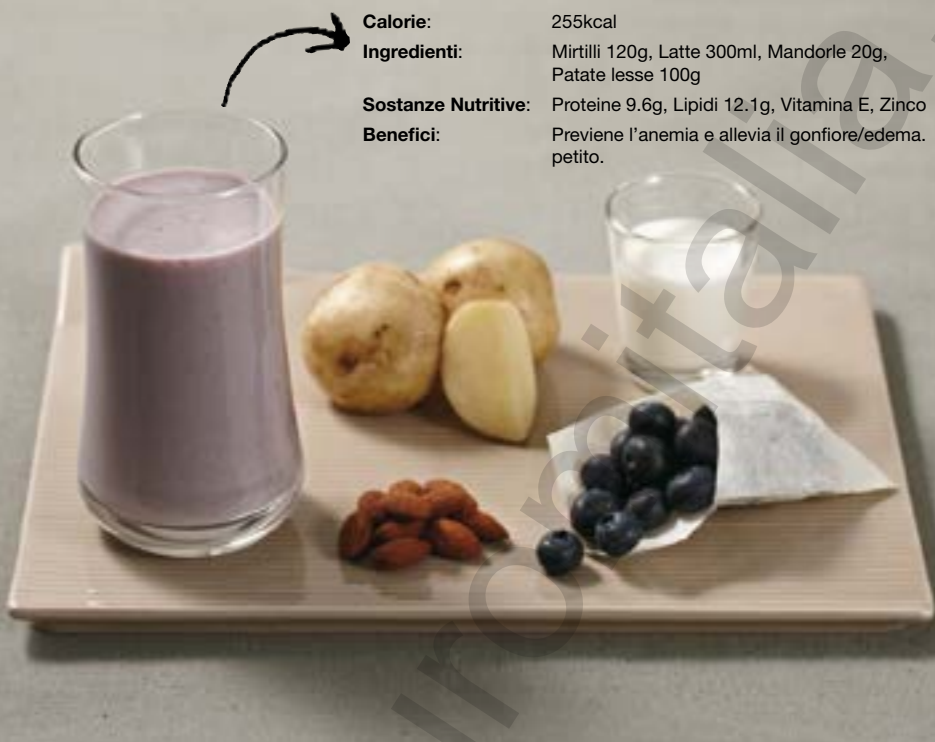 Calorie: 255kcal
Ingredienti: Mirtilli 120g, Latte 300ml, Mandorle 20g,
Patate lesse 100g
Sostanze Nutritive: Proteine 9.6g, Lipidi 12.1g, Vitamina E, Zinco
Benefici: Previene l’anemia e allevia il gonfiore/edema.
petito.
uropitalia